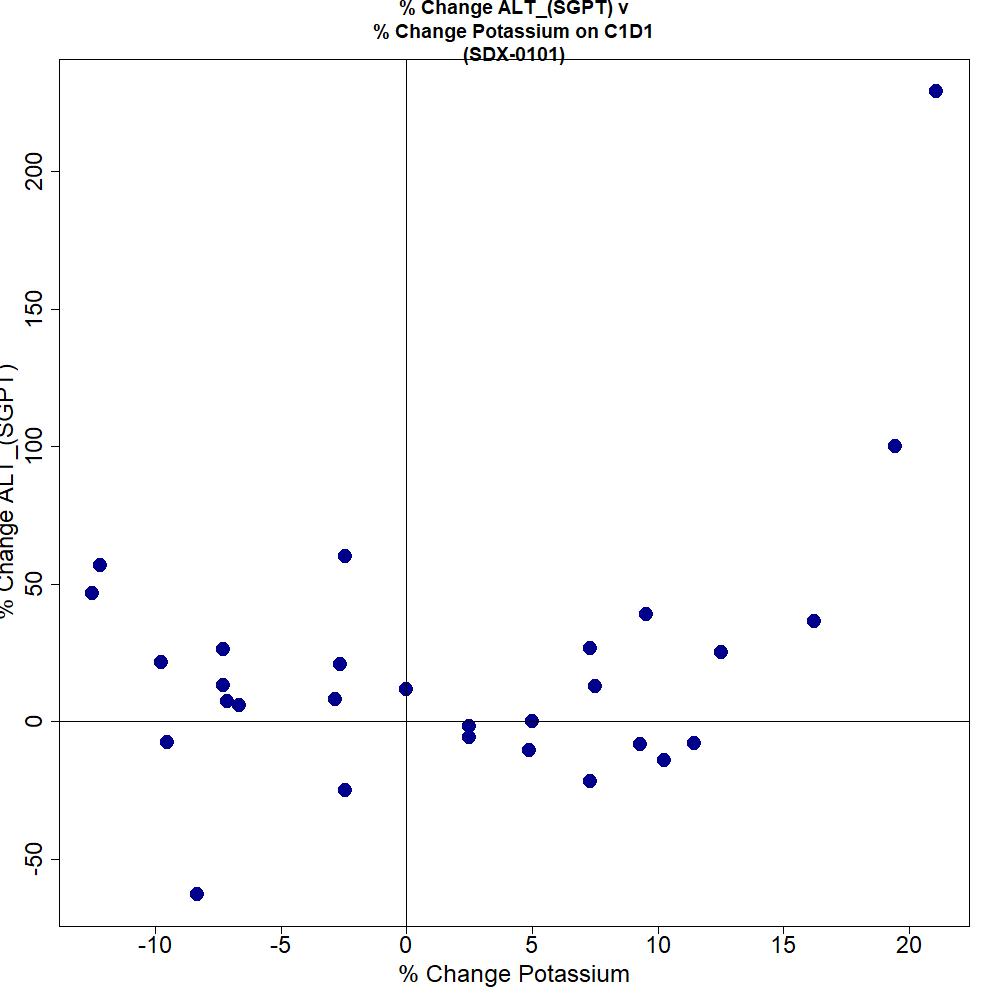 % Change ALT_(SGPT) v
% Change Potassium on C1D1
(SDX-0101)
% Change ALT_(SGPT)
200
150
100
50
0
-50
-10
-5
0
5
10
15
20
% Change Potassium